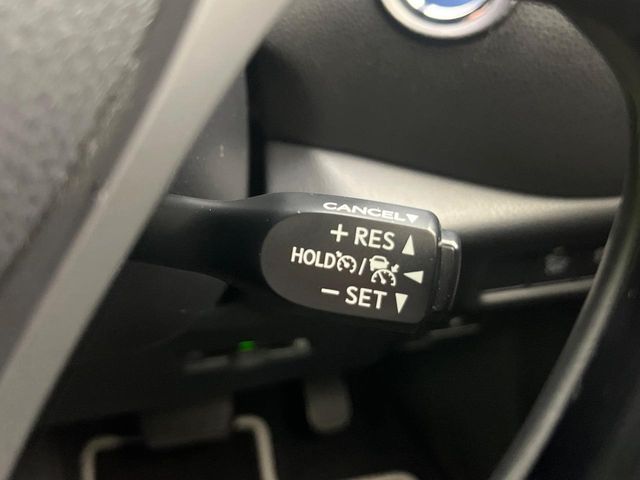 CANCEL▼
+ RES ▲
HOLD / ◀
− SET ▼